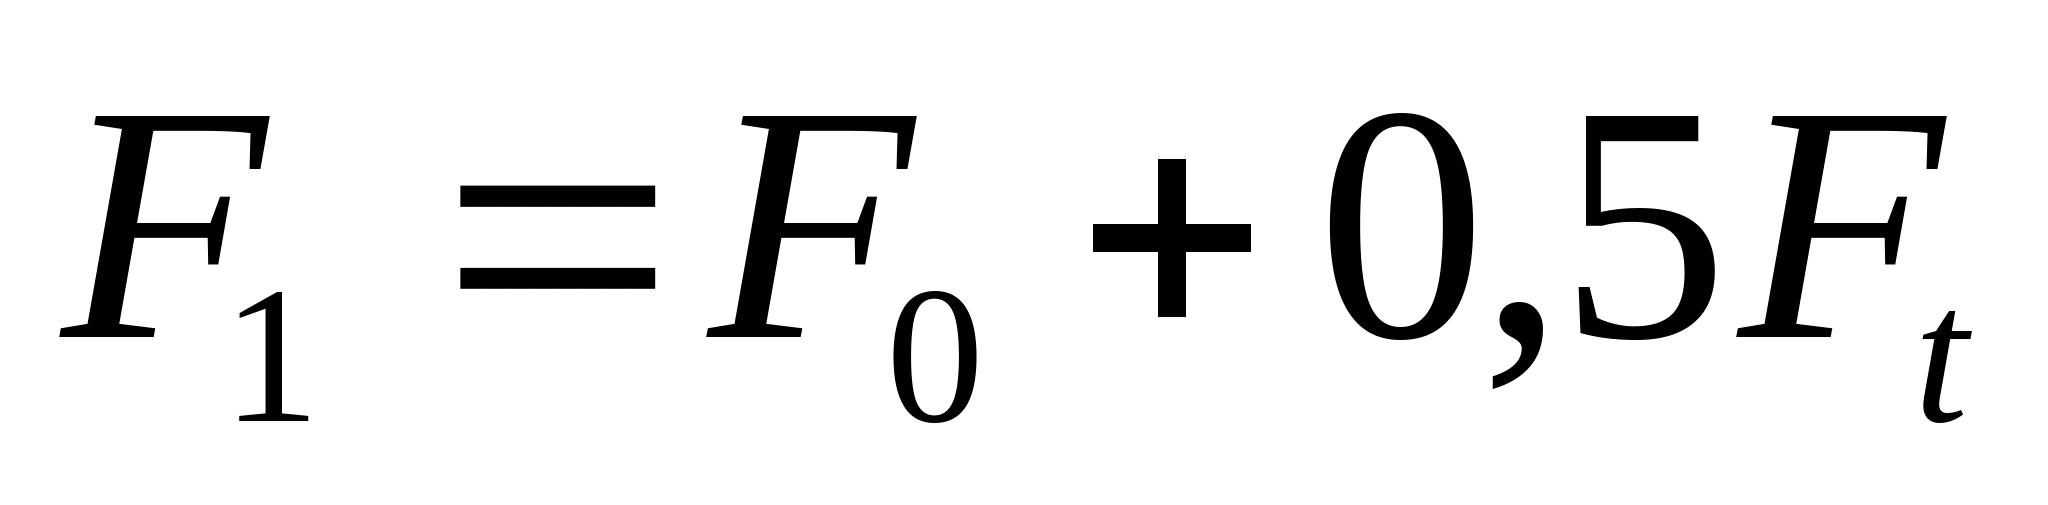 F₁ = F₀ + 0,5Fₜ